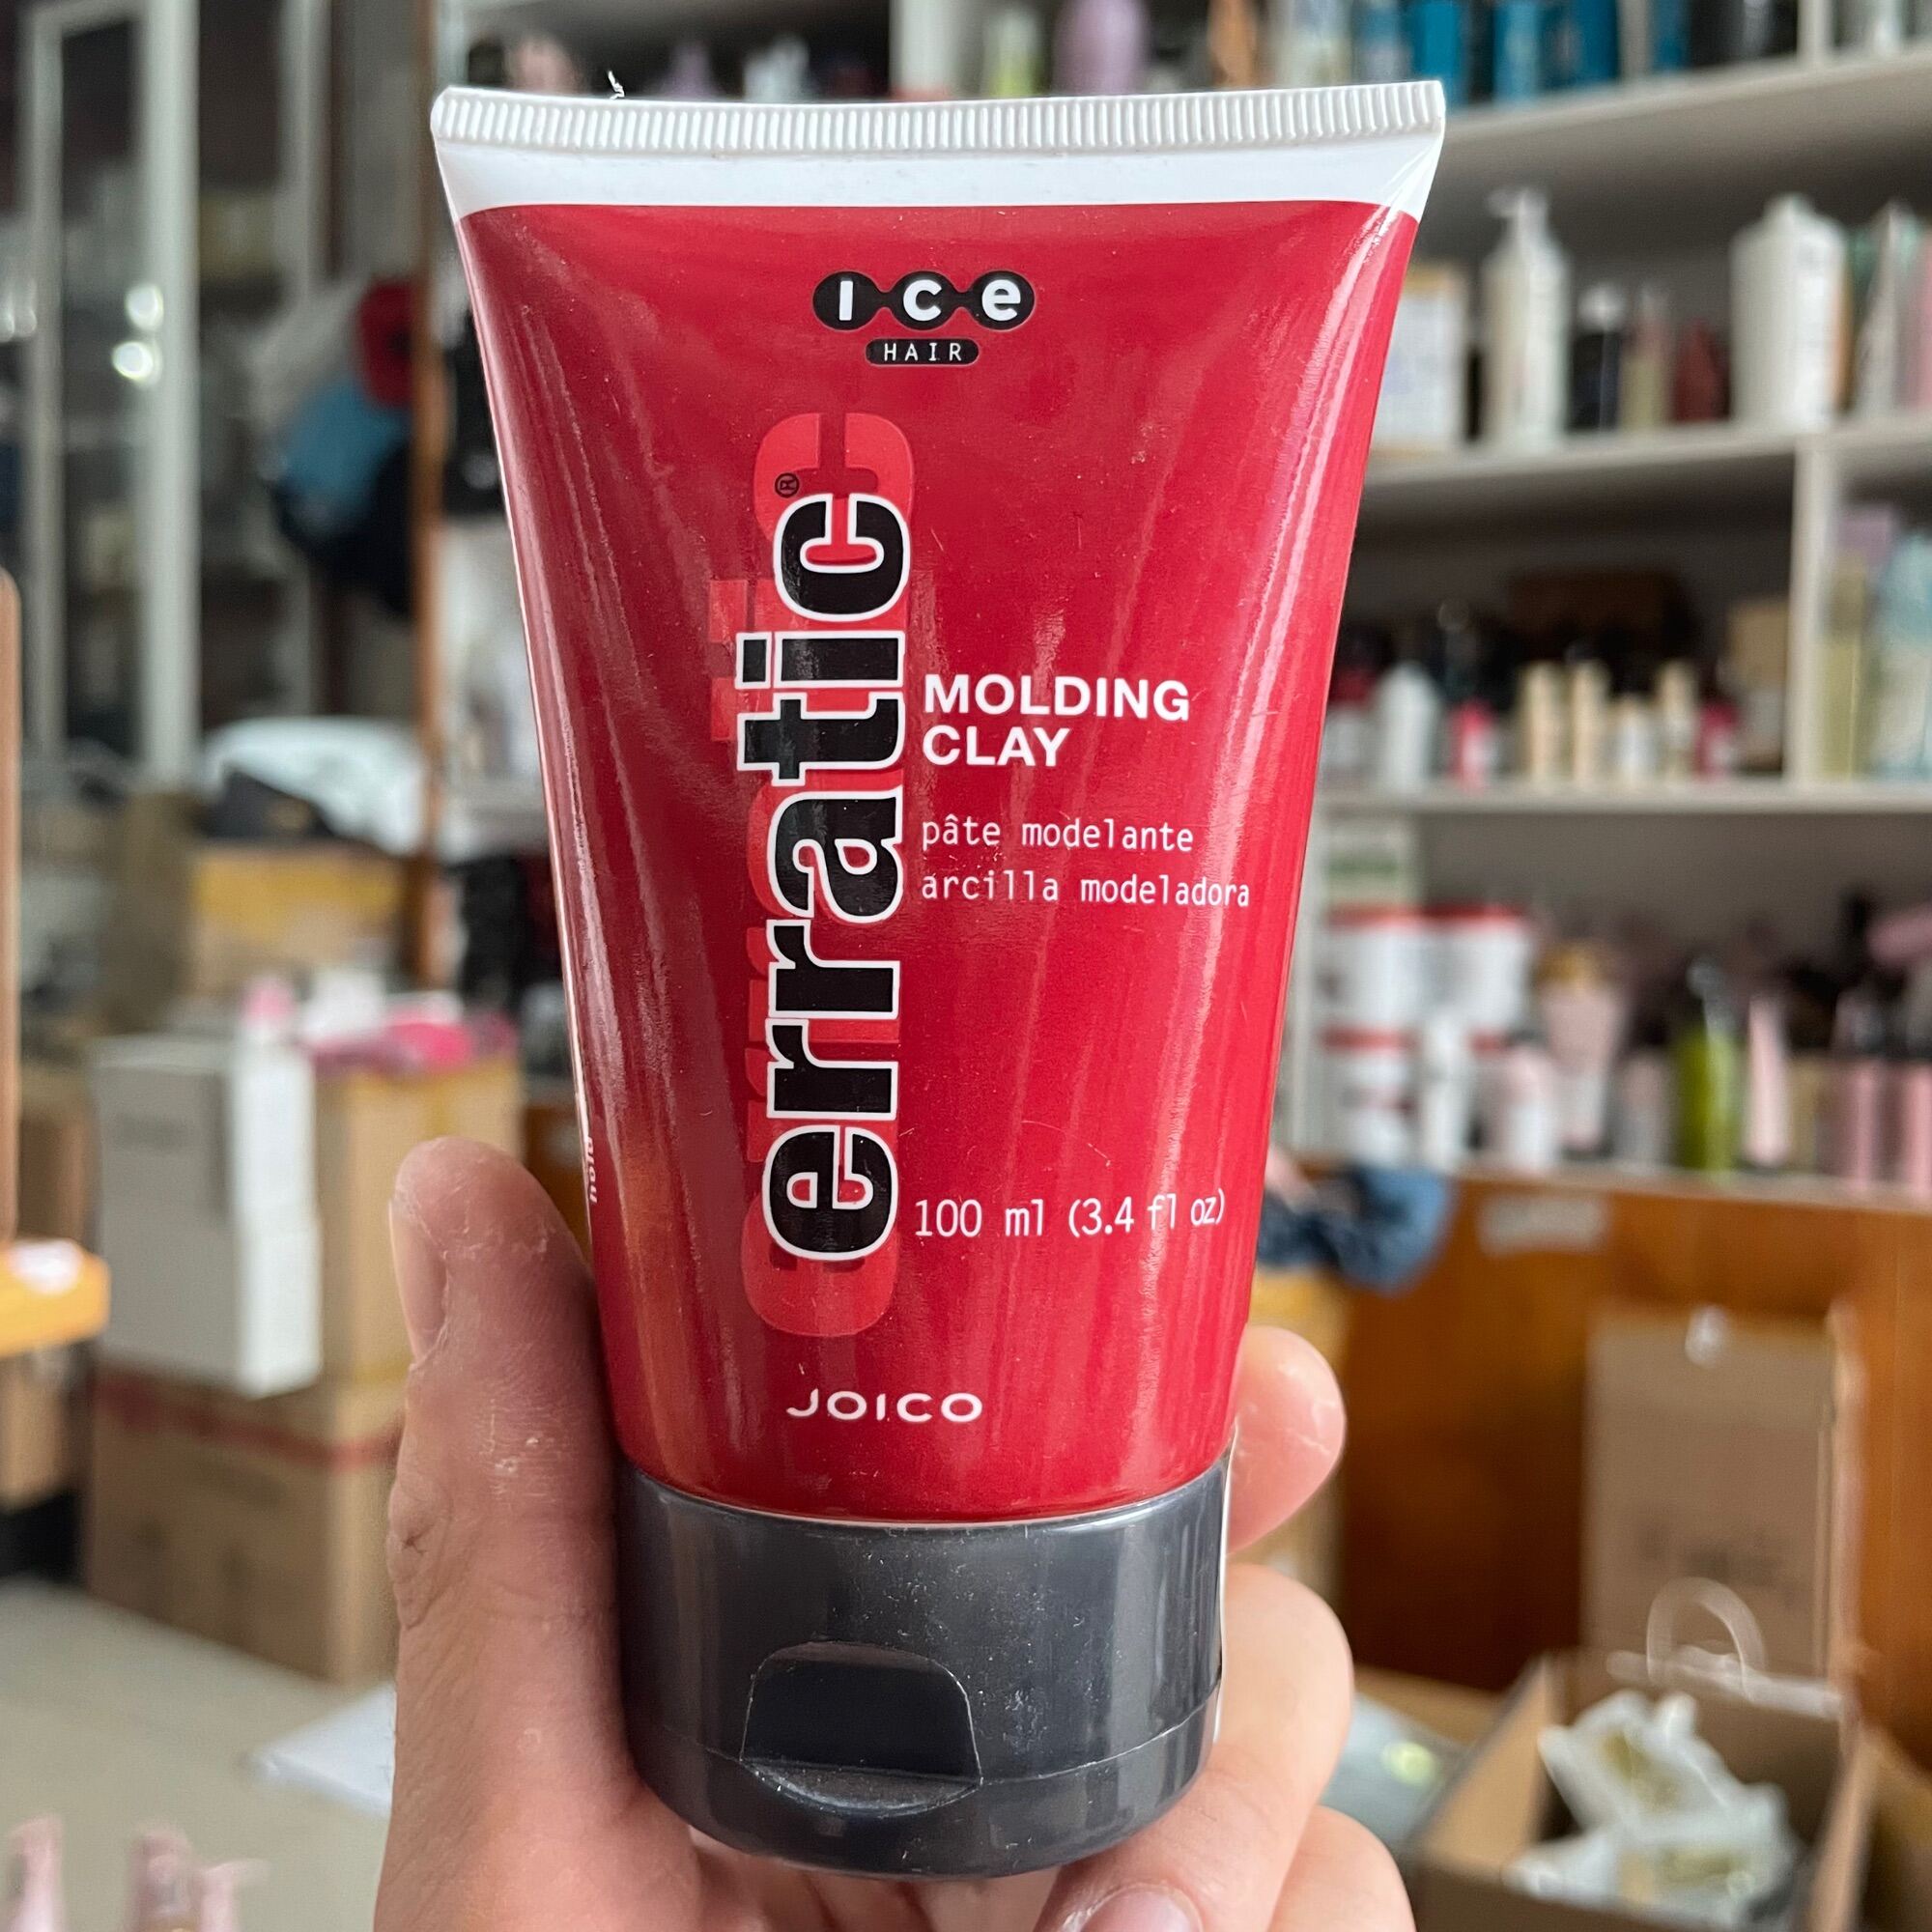 ICe
HAIR
erratic®
MOLDING
CLAY
pâte modelante
arcilla modeladora
100 ml (3.4 fl oz)
JOICO